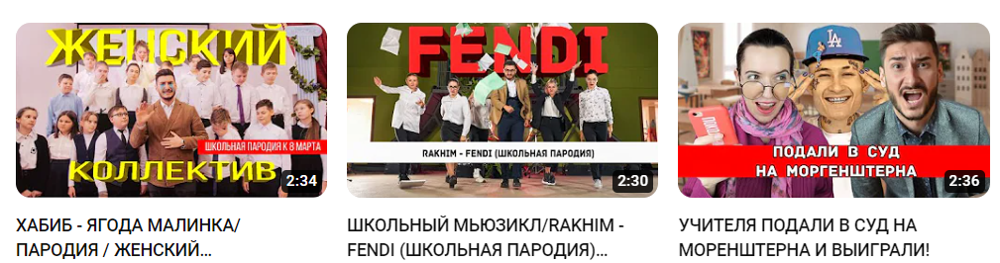 ЖЕНСКИЙ
ШКОЛЬНАЯ ПАРОДИЯ К 8 МАРТА
КОЛЛЕКТИВ
2:34
ХАБИБ - ЯГОДА МАЛИНКА/
ПАРОДИЯ / ЖЕНСКИЙ...
FENDI
RAKHIM - FENDI (ШКОЛЬНАЯ ПАРОДИЯ)
2:30
ШКОЛЬНЫЙ МЬЮЗИКЛ/RAKHIM -
FENDI (ШКОЛЬНАЯ ПАРОДИЯ)...
LA
ПОДАЛИ В СУД
НА МОРГЕНШТЕРНА
2:36
УЧИТЕЛЯ ПОДАЛИ В СУД НА
МОРЕНШТЕРНА И ВЫИГРАЛИ!